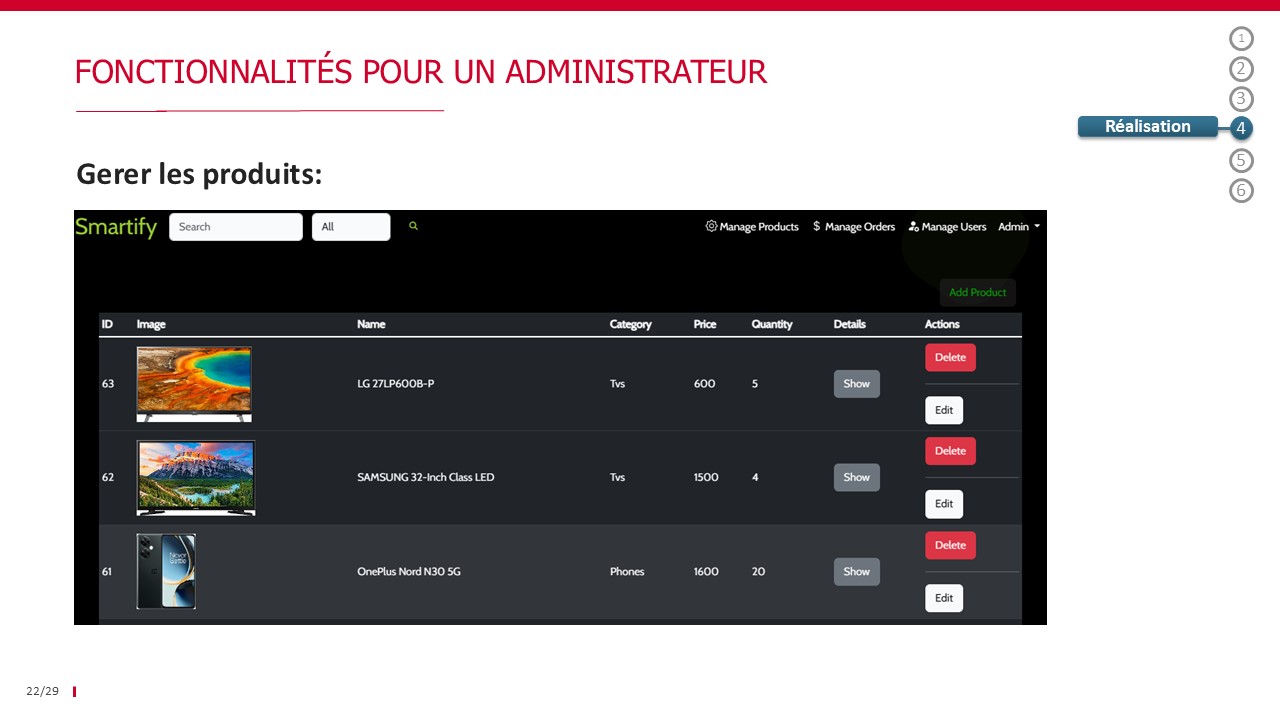 FONCTIONNALITÉS POUR UN ADMINISTRATEUR
1
2
3
Réalisation 4
5
6
Gerer les produits:
Smartify Search All Manage Products $ Manage Orders Manage Users Admin
Add Product
ID Image Name Category Price Quantity Details Actions
63 LG 27LP600B-P Tvs 600 5 Show Delete
Edit
62 SAMSUNG 32-Inch Class LED Tvs 1500 4 Show Delete
Edit
61 Never Settle OnePlus Nord N30 5G Phones 1600 20 Show Delete
Edit
22/29